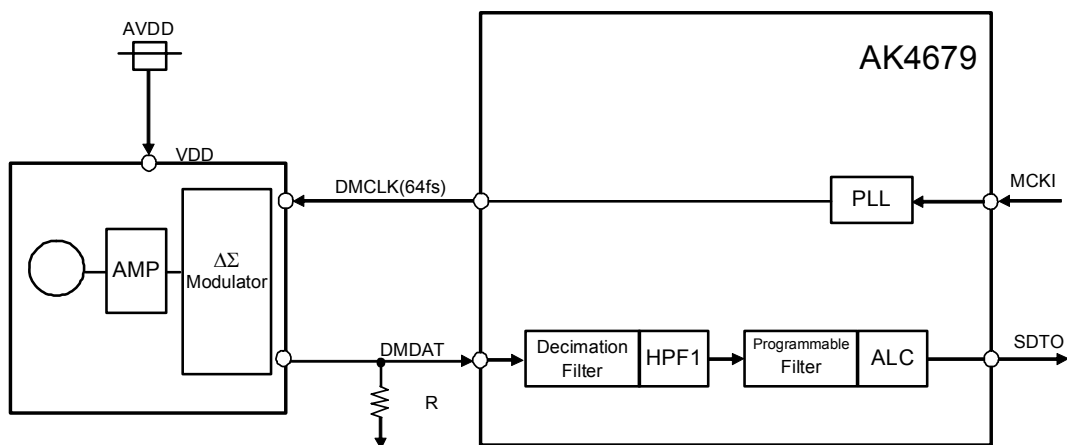 AVDD
AK4679
VDD
DMCLK(64fs)
MCKI
PLL
AMP
ΔΣ
Modulator
DMDAT
Decimation
Filter
HPF1
Programmable
Filter
ALC
SDTO
R